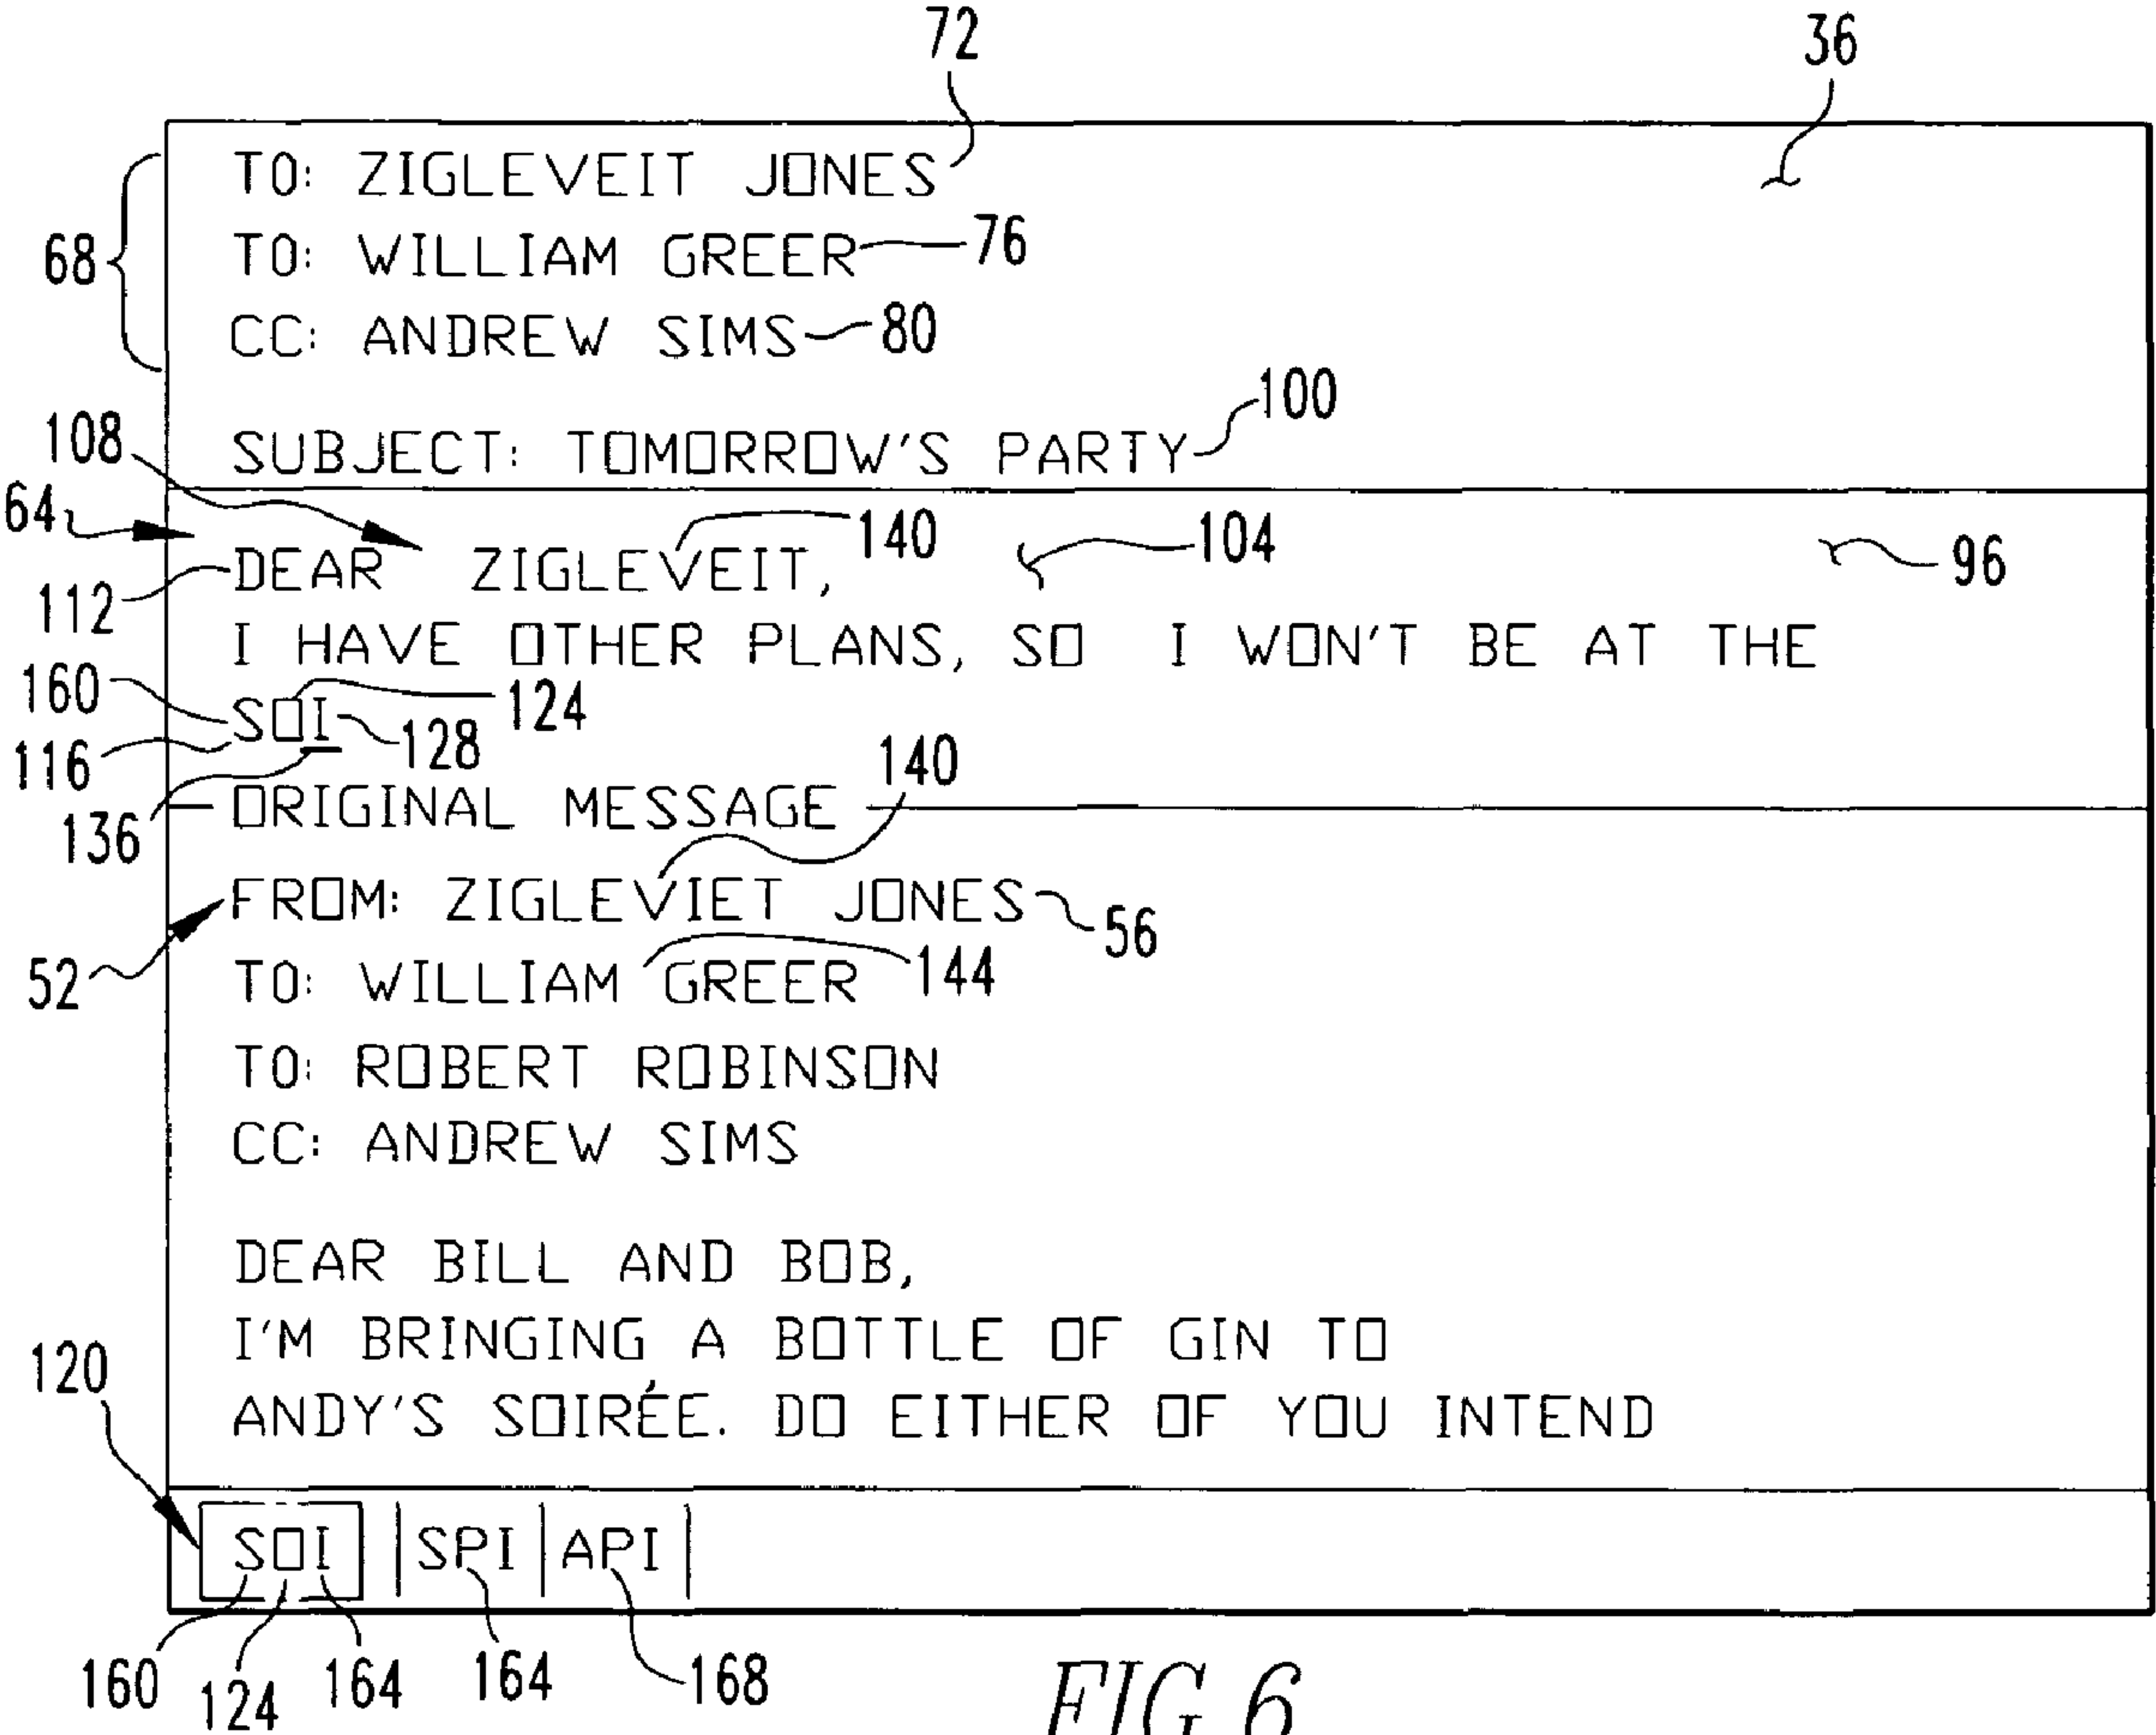 72 36
TO: ZIGLEVEIT JONES
68 TO: WILLIAM GREER 76
CC: ANDREW SIMS 80
100
108 SUBJECT: TOMORROW'S PARTY
64 140 104 96
112 DEAR ZIGLEVEIT,
I HAVE OTHER PLANS, SO I WON'T BE AT THE
160 124
116 SOI 128
136 140
ORIGINAL MESSAGE
FROM: ZIGLEVIET JONES 56
52 TO: WILLIAM GREER 144
TO: ROBERT ROBINSON
CC: ANDREW SIMS
DEAR BILL AND BOB,
I'M BRINGING A BOTTLE OF GIN TO
120
ANDY'S SOIRÉE. DO EITHER OF YOU INTEND
SOI SPI API
160 124 164 164 168
FIG.6